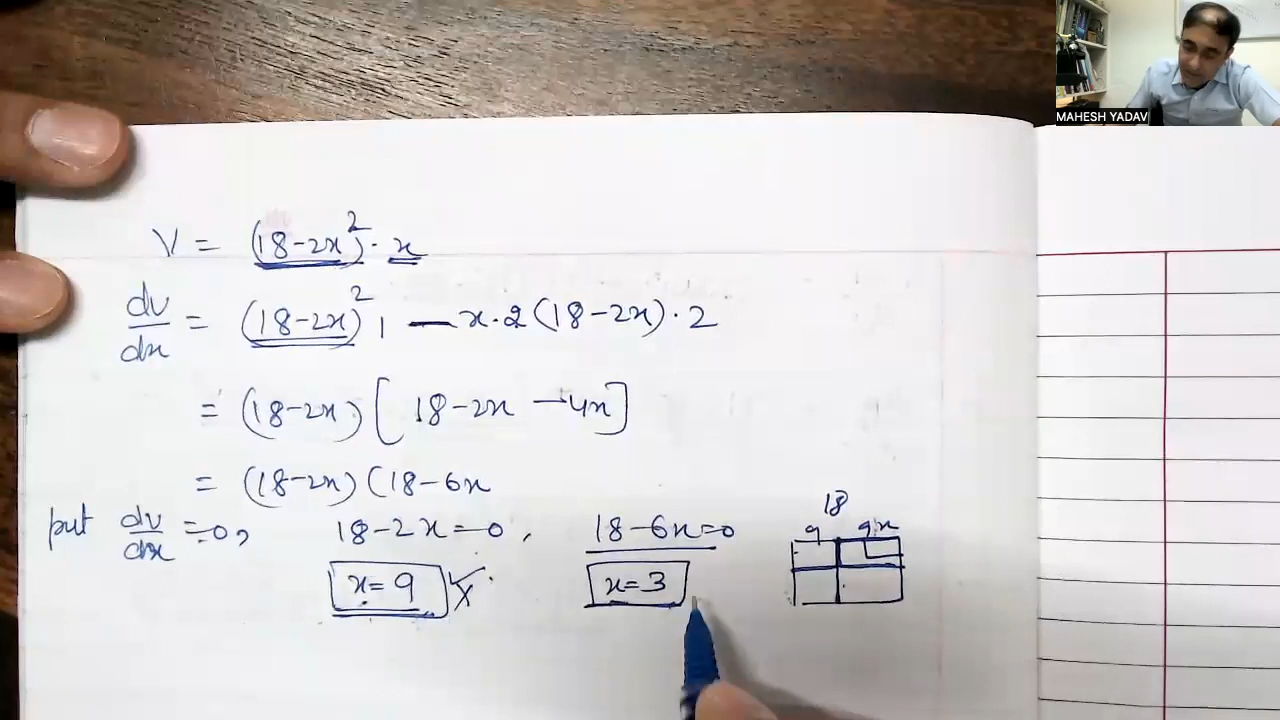 MAHESH YADAV
V = (18-2x)² · x
dv/dx = (18-2x)² 1 — x·2(18-2x)·2
= (18-2x)[18-2x-4x]
= (18-2x)(18-6x
put dv/dx = 0, 18-2x=0, 18-6x=0
x=9 x=3
18
9 9 x